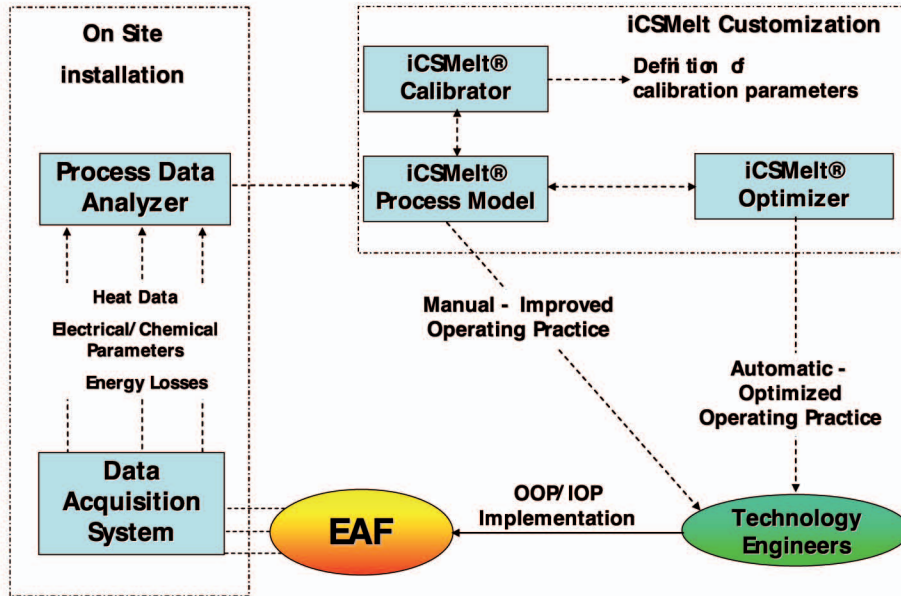 On Site
installation
iCSMelt Customization
iCSMelt®
Calibrator
Definition of
calibration parameters
Process Data
Analyzer
iCSMelt®
Process Model
iCSMelt®
Optimizer
Heat Data
Electrical/Chemical
Parameters
Energy Losses
Manual - Improved
Operating Practice
Automatic -
Optimized
Operating Practice
Data
Acquisition
System
EAF
OOP/IOP
Implementation
Technology
Engineers